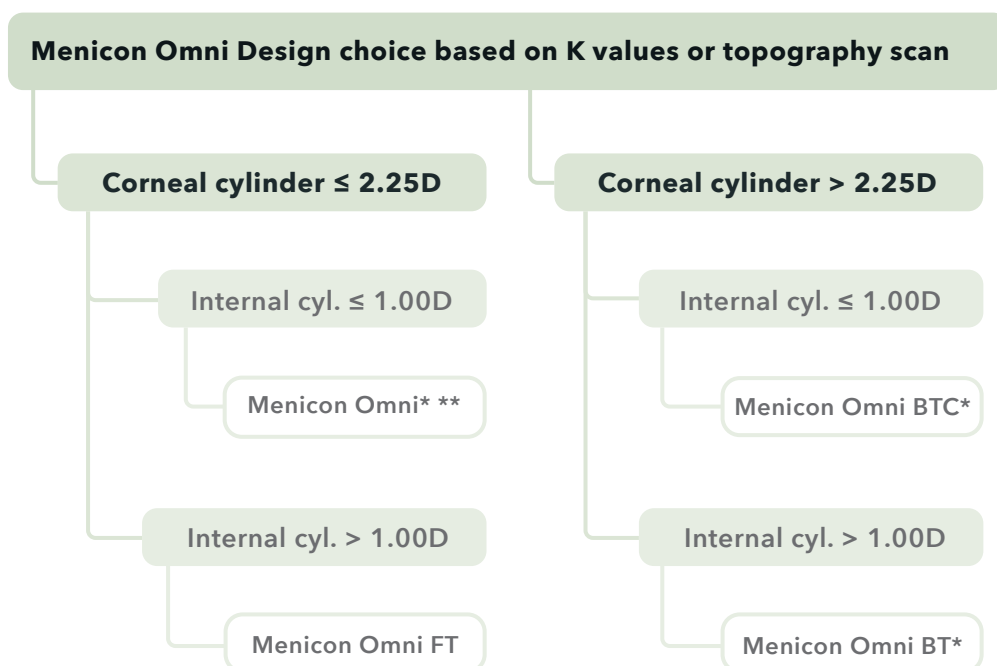 Menicon Omni Design choice based on K values or topography scan
Corneal cylinder ≤ 2.25D
Internal cyl. ≤ 1.00D
Menicon Omni* **
Internal cyl. > 1.00D
Menicon Omni FT
Corneal cylinder > 2.25D
Internal cyl. ≤ 1.00D
Menicon Omni BTC*
Internal cyl. > 1.00D
Menicon Omni BT*